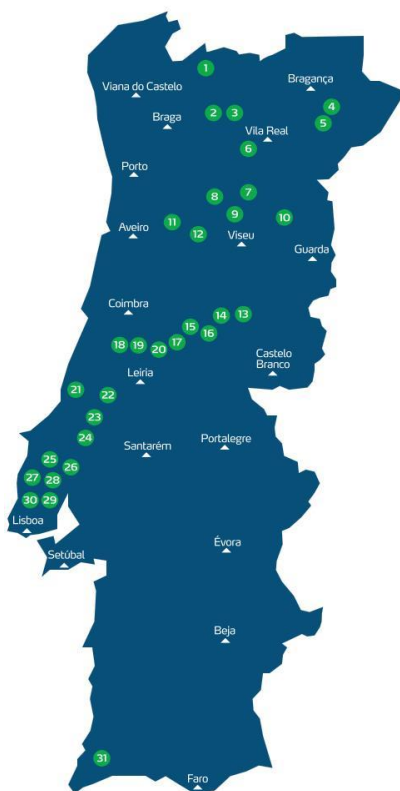 1
Viana do Castelo
Bragança
4
2 3
5
Braga
Vila Real
6
Porto
7
8
9
10
11
Aveiro
12
Viseu
Guarda
Coimbra
14 13
15
16
18 19 20 17
Castelo
Branco
Leiria
21
22
23
24
Santarém
Portalegre
25
26
27
28
30 29
Lisboa
Setúbal
Évora
Beja
31
Faro